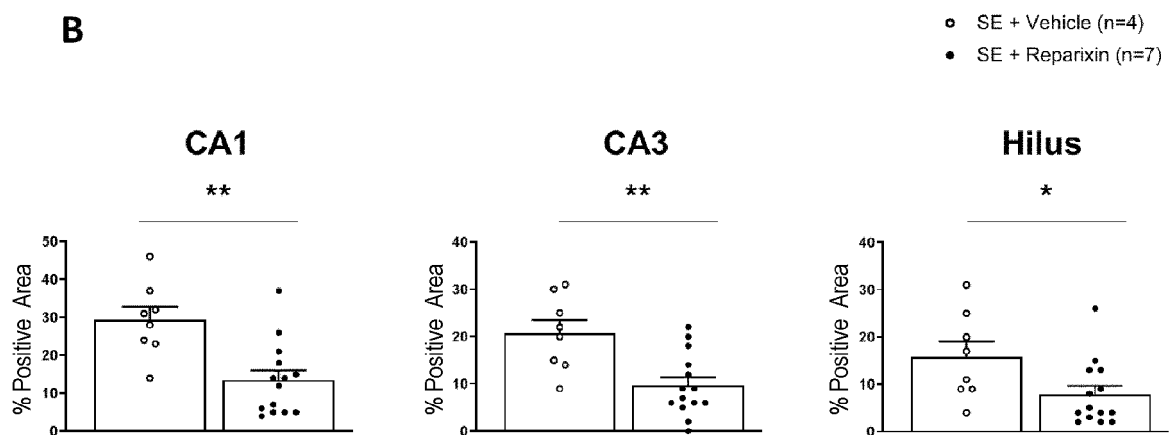 B
SE + Vehicle (n=4)
SE + Reparixin (n=7)
CA1
**
% Positive Area
50
40
30
20
10
0
CA3
**
% Positive Area
40
30
20
10
0
Hilus
*
% Positive Area
40
30
20
10
0